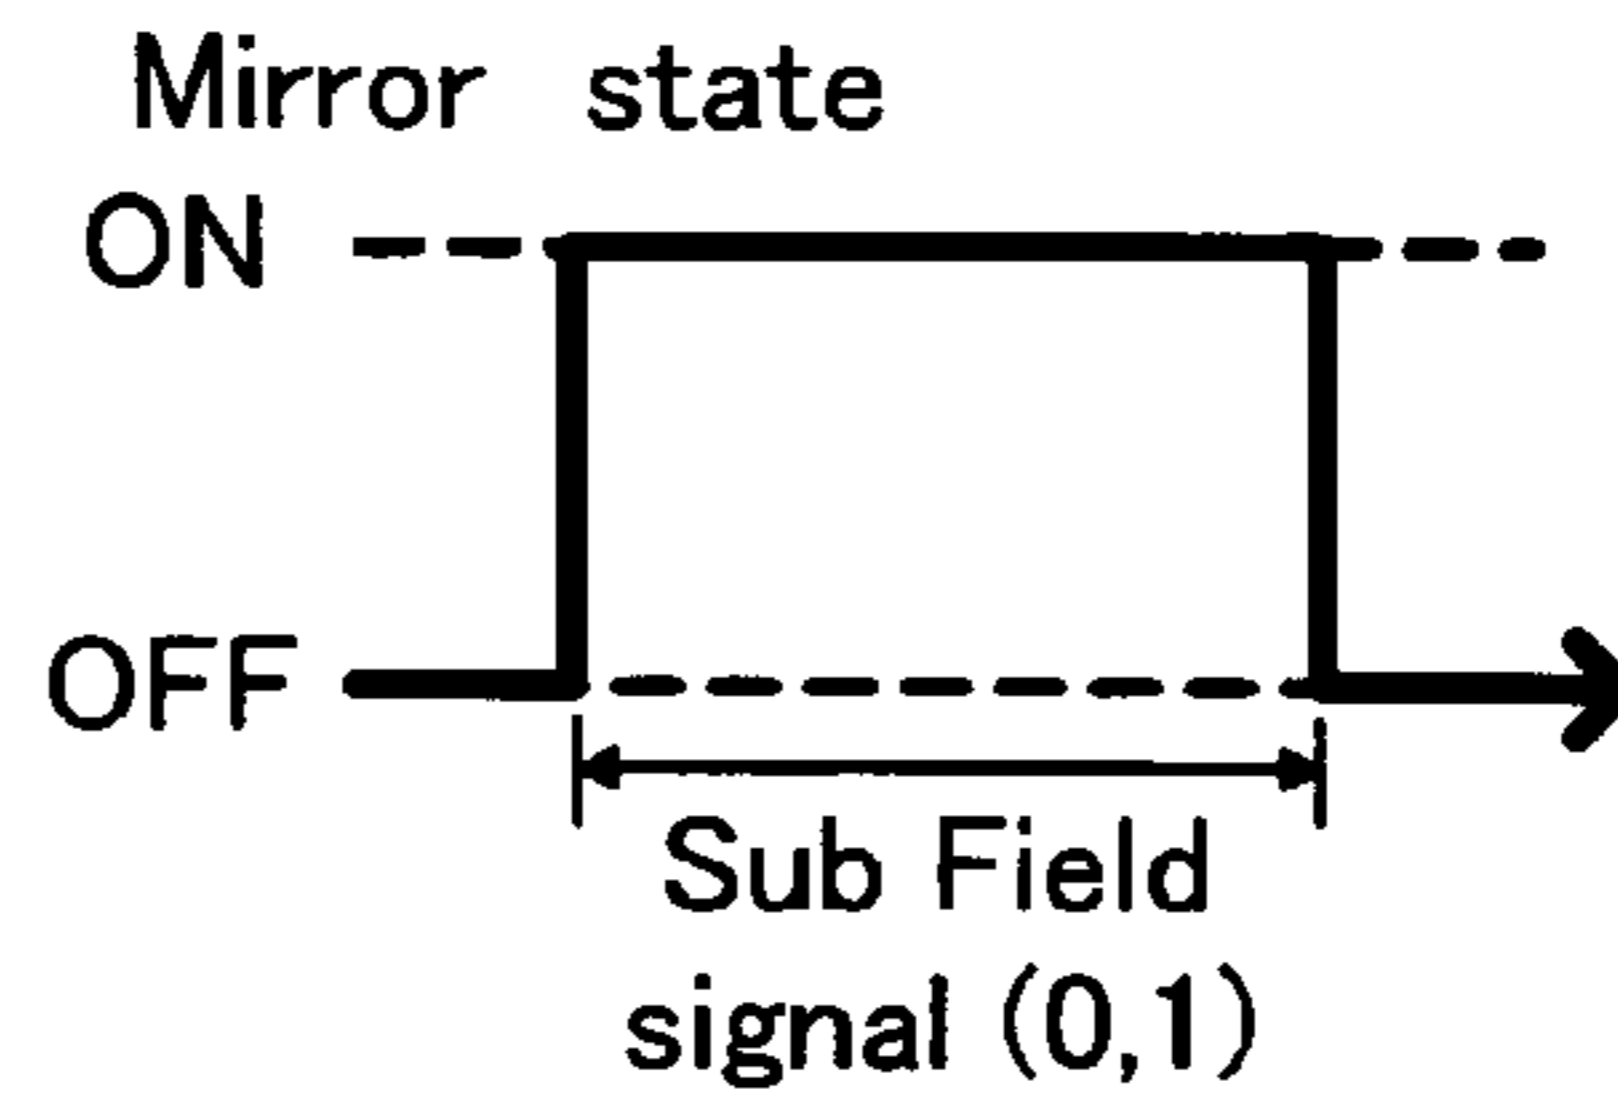 Mirror state
ON
OFF
Sub Field
signal (0,1)